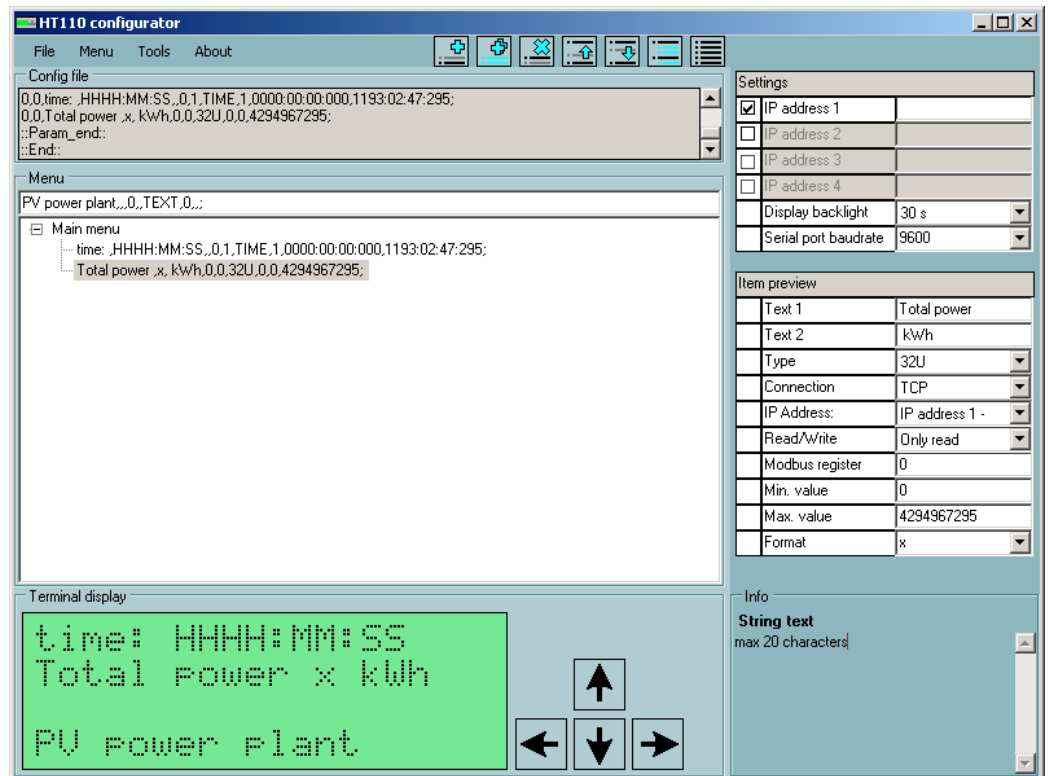 HT110 configurator
File Menu Tools About
Config file
0,0,time: ,HHHH:MM:SS,,0,1,TIME,1,0000:00:00:000,1193:02:47:295;
0,0,Total power ,x, kWh,0,0,32U,0,0,4294967295;
::Param_end::
::End::
Menu
PV power plant,,,0,,TEXT,0,,;
Main menu
time: ,HHHH:MM:SS,,0,1,TIME,1,0000:00:00:000,1193:02:47:295;
Total power ,x, kWh,0,0,32U,0,0,4294967295;
Settings
IP address 1
IP address 2
IP address 3
IP address 4
Display backlight 30 s
Serial port baudrate 9600
Item preview
Text 1 Total power
Text 2 kWh
Type 32U
Connection TCP
IP Address: IP address 1 -
Read/Write Only read
Modbus register 0
Min. value 0
Max. value 4294967295
Format x
Terminal display
time: HHHH:MM:SS
Total power x kWh
PV power plant
Info
String text
max 20 characters